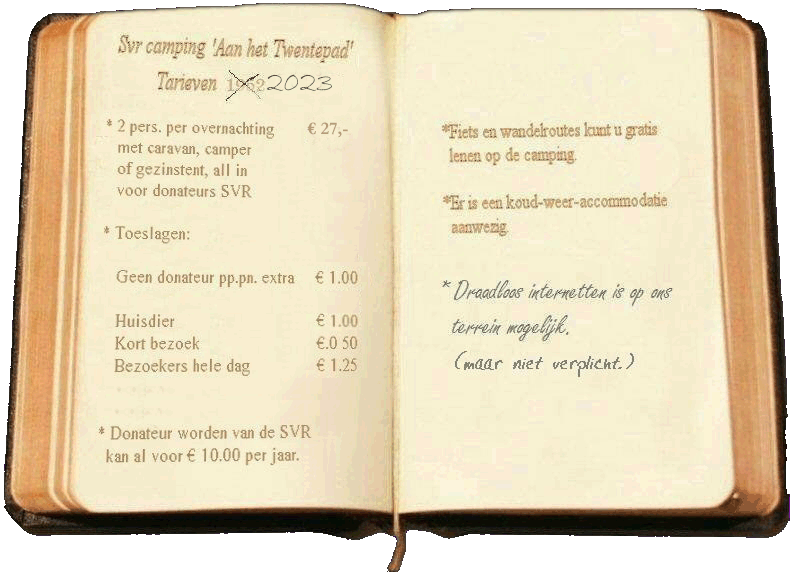 Svr camping 'Aan het Twentepad'
Tarieven 1962 2023
* 2 pers. per overnachting € 27,-
met caravan, camper
of gezinstent, all in
voor donateurs SVR
* Toeslagen:
Geen donateur pp.pn. extra € 1.00
Huisdier € 1.00
Kort bezoek €.0 50
Bezoekers hele dag € 1.25
* Donateur worden van de SVR
kan al voor € 10.00 per jaar.
*Fiets en wandelroutes kunt u gratis
lenen op de camping.
*Er is een koud-weer-accommodatie
aanwezig.
* Draadloos internetten is op ons
terrein mogelijk.
(maar niet verplicht.)